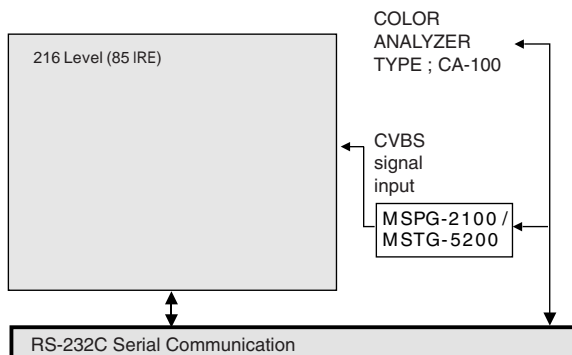 216 Level (85 IRE)
COLOR
ANALYZER
TYPE ; CA-100
CVBS
signal
input
MSPG-2100 /
MSTG-5200
RS-232C Serial Communication